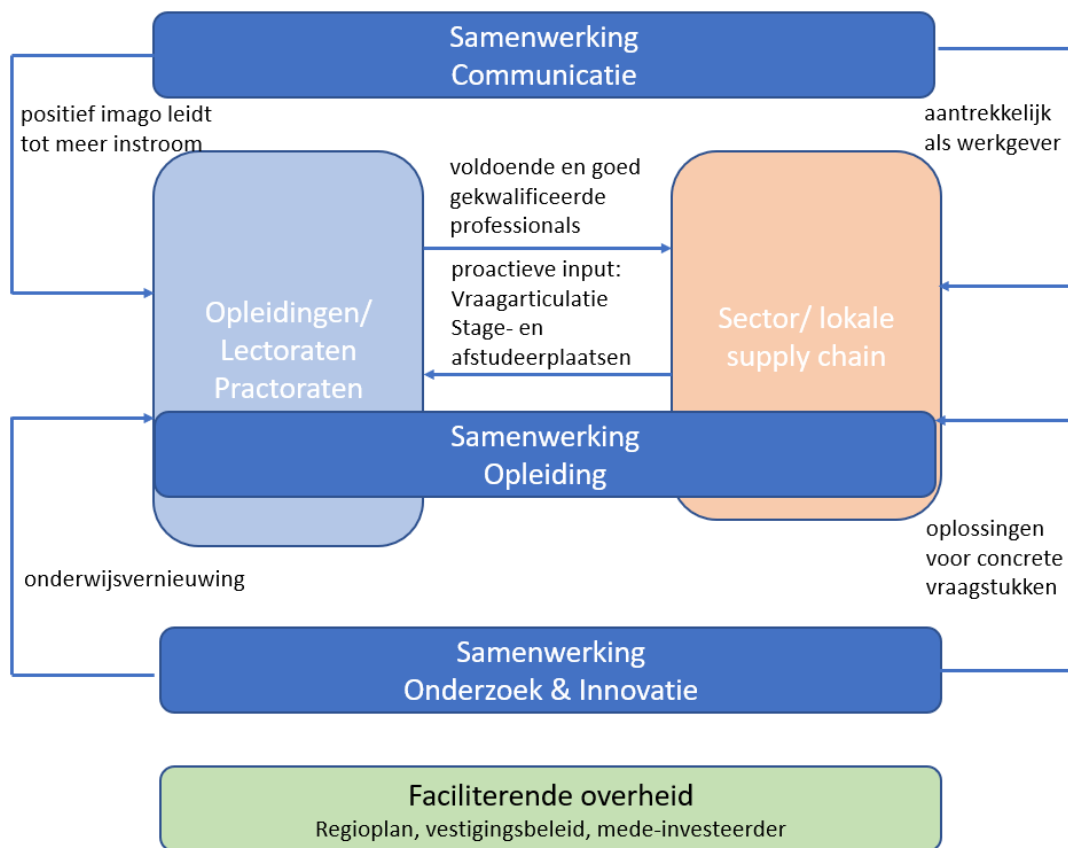 Samenwerking
Communicatie
positief imago leidt
tot meer instroom
aantrekkelijk
als werkgever
voldoende en goed
gekwalificeerde
professionals
proactieve input:
Vraagarticulatie
Stage- en
afstudeerplaatsen
Opleidingen/
Lectoraten
Practoraten
Sector/ lokale
supply chain
Samenwerking
Opleiding
onderwijsvernieuwing
oplossingen
voor concrete
vraagstukken
Samenwerking
Onderzoek & Innovatie
Faciliterende overheid
Regioplan, vestigingsbeleid, mede-investeerder